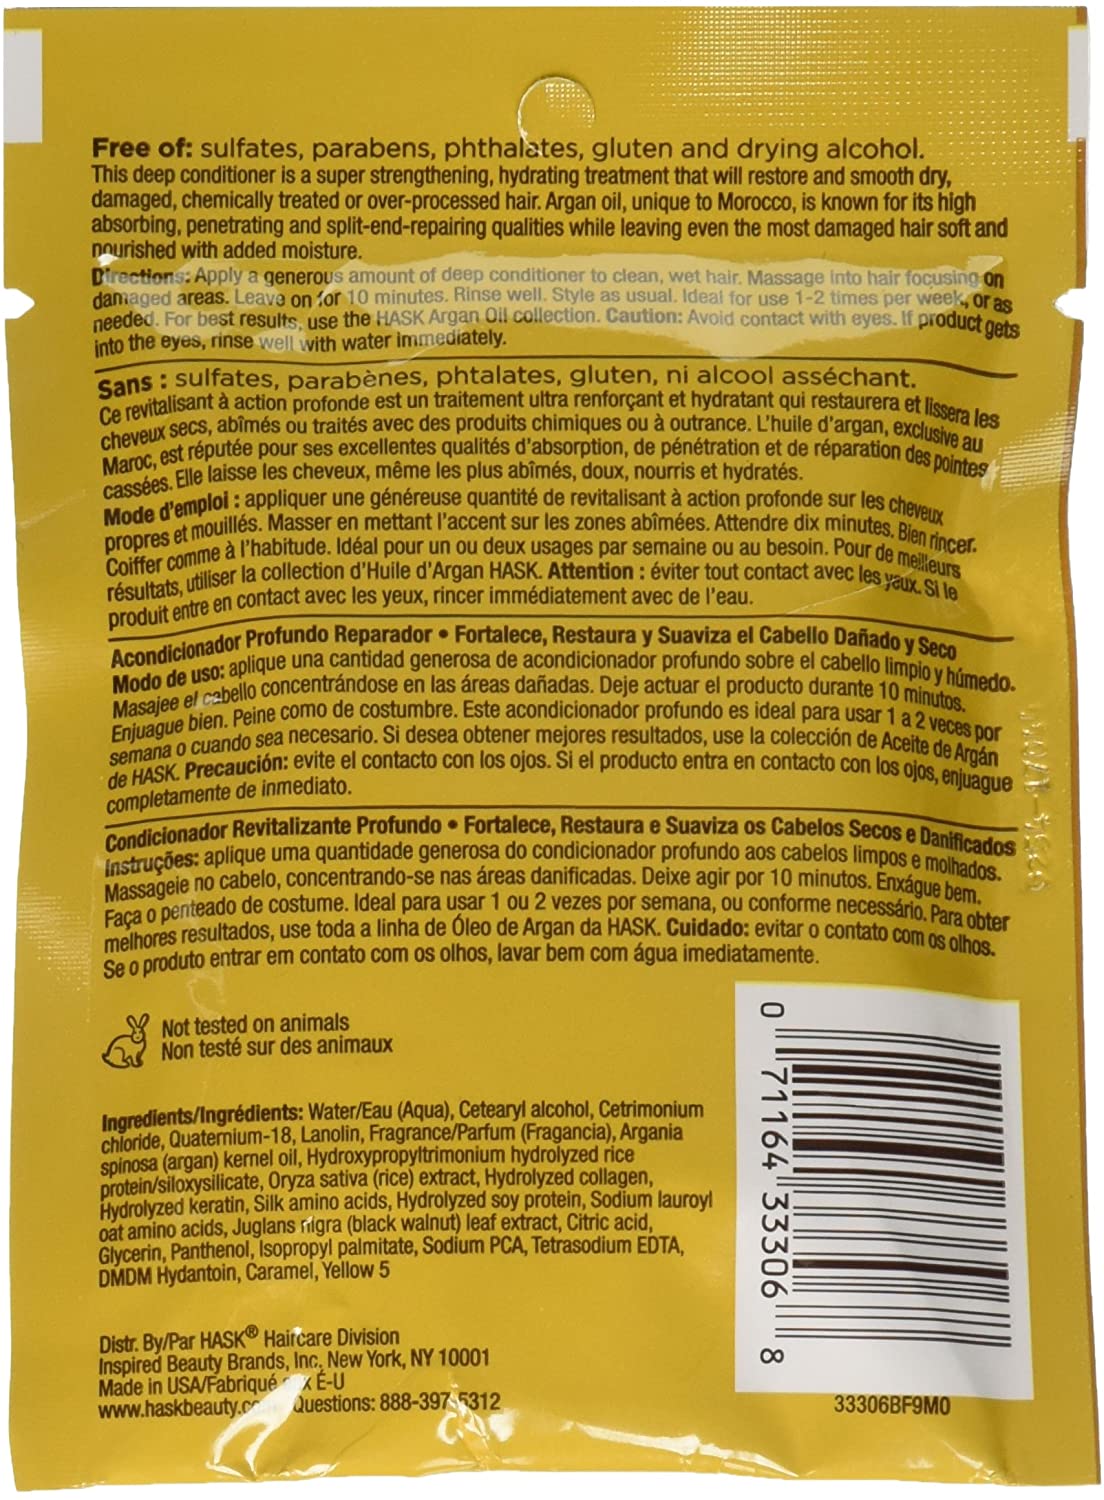 Free of: sulfates, parabens, phthalates, gluten and drying alcohol.
This deep conditioner is a super strengthening, hydrating treatment that will restore and smooth dry,
damaged, chemically treated or over-processed hair. Argan oil, unique to Morocco, is known for its high
absorbing, penetrating and split-end-repairing qualities while leaving even the most damaged hair soft and
nourished with added moisture.
Directions: Apply a generous amount of deep conditioner to clean, wet hair. Massage into hair focusing on
damaged areas. Leave on for 10 minutes. Rinse well. Style as usual. Ideal for use 1-2 times per week, or as
needed. For best results, use the HASK Argan Oil collection. Caution: Avoid contact with eyes. If product gets
into the eyes, rinse well with water immediately.
Sans : sulfates, parabènes, phtalates, gluten, ni alcool asséchant.
Ce revitalisant à action profonde est un traitement ultra renforçant et hydratant qui restaurera et lissera les
cheveux secs, abîmés ou traités avec des produits chimiques ou à outrance. L'huile d'argan, exclusive au
Maroc, est réputée pour ses excellentes qualités d'absorption, de pénétration et de réparation des pointes
cassées. Elle laisse les cheveux, même les plus abîmés, doux, nourris et hydratés.
Mode d'emploi : appliquer une généreuse quantité de revitalisant à action profonde sur les cheveux
propres et mouillés. Masser en mettant l'accent sur les zones abîmées. Attendre dix minutes. Bien rincer.
Coiffer comme à l'habitude. Idéal pour un ou deux usages par semaine ou au besoin. Pour de meilleurs
résultats, utiliser la collection d'Huile d'Argan HASK. Attention : éviter tout contact avec les yeux. Si le
produit entre en contact avec les yeux, rincer immédiatement avec de l'eau.
Acondicionador Profundo Reparador • Fortalece, Restaura y Suaviza el Cabello Dañado y Seco
Modo de uso: aplique una cantidad generosa de acondicionador profundo sobre el cabello limpio y húmedo.
Masajee el cabello concentrándose en las áreas dañadas. Deje actuar el producto durante 10 minutos.
Enjuague bien. Peine como de costumbre. Este acondicionador profundo es ideal para usar 1 a 2 veces por
semana o cuando sea necesario. Si desea obtener mejores resultados, use la colección de Aceite de Argán
de HASK. Precaución: evite el contacto con los ojos. Si el producto entra en contacto con los ojos, enjuague
completamente de inmediato.
Condicionador Revitalizante Profundo • Fortalece, Restaura e Suaviza os Cabelos Secos e Danificados
Instruções: aplique uma quantidade generosa do condicionador profundo aos cabelos limpos e molhados.
Massageie no cabelo, concentrando-se nas áreas danificadas. Deixe agir por 10 minutos. Enxágue bem.
Faça o penteado de costume. Ideal para usar 1 ou 2 vezes por semana, ou conforme necessário. Para obter
melhores resultados, use toda a linha de Óleo de Argan da HASK. Cuidado: evitar o contato com os olhos.
Se o produto entrar em contato com os olhos, lavar bem com água imediatamente.
Not tested on animals
Non testé sur des animaux
Ingredients/Ingrédients: Water/Eau (Aqua), Cetearyl alcohol, Cetrimonium
chloride, Quaternium-18, Lanolin, Fragrance/Parfum (Fragancia), Argania
spinosa (argan) kernel oil, Hydroxypropyltrimonium hydrolyzed rice
protein/siloxysilicate, Oryza sativa (rice) extract, Hydrolyzed collagen,
Hydrolyzed keratin, Silk amino acids, Hydrolyzed soy protein, Sodium lauroyl
oat amino acids, Juglans nigra (black walnut) leaf extract, Citric acid,
Glycerin, Panthenol, Isopropyl palmitate, Sodium PCA, Tetrasodium EDTA,
DMDM Hydantoin, Caramel, Yellow 5
Distr. By/Par HASK® Haircare Division
Inspired Beauty Brands, Inc. New York, NY 10001
Made in USA/Fabriqué É-U
www.haskbeauty. Questions: 888-397-5312
0 71164 33306 8
33306BF9M0